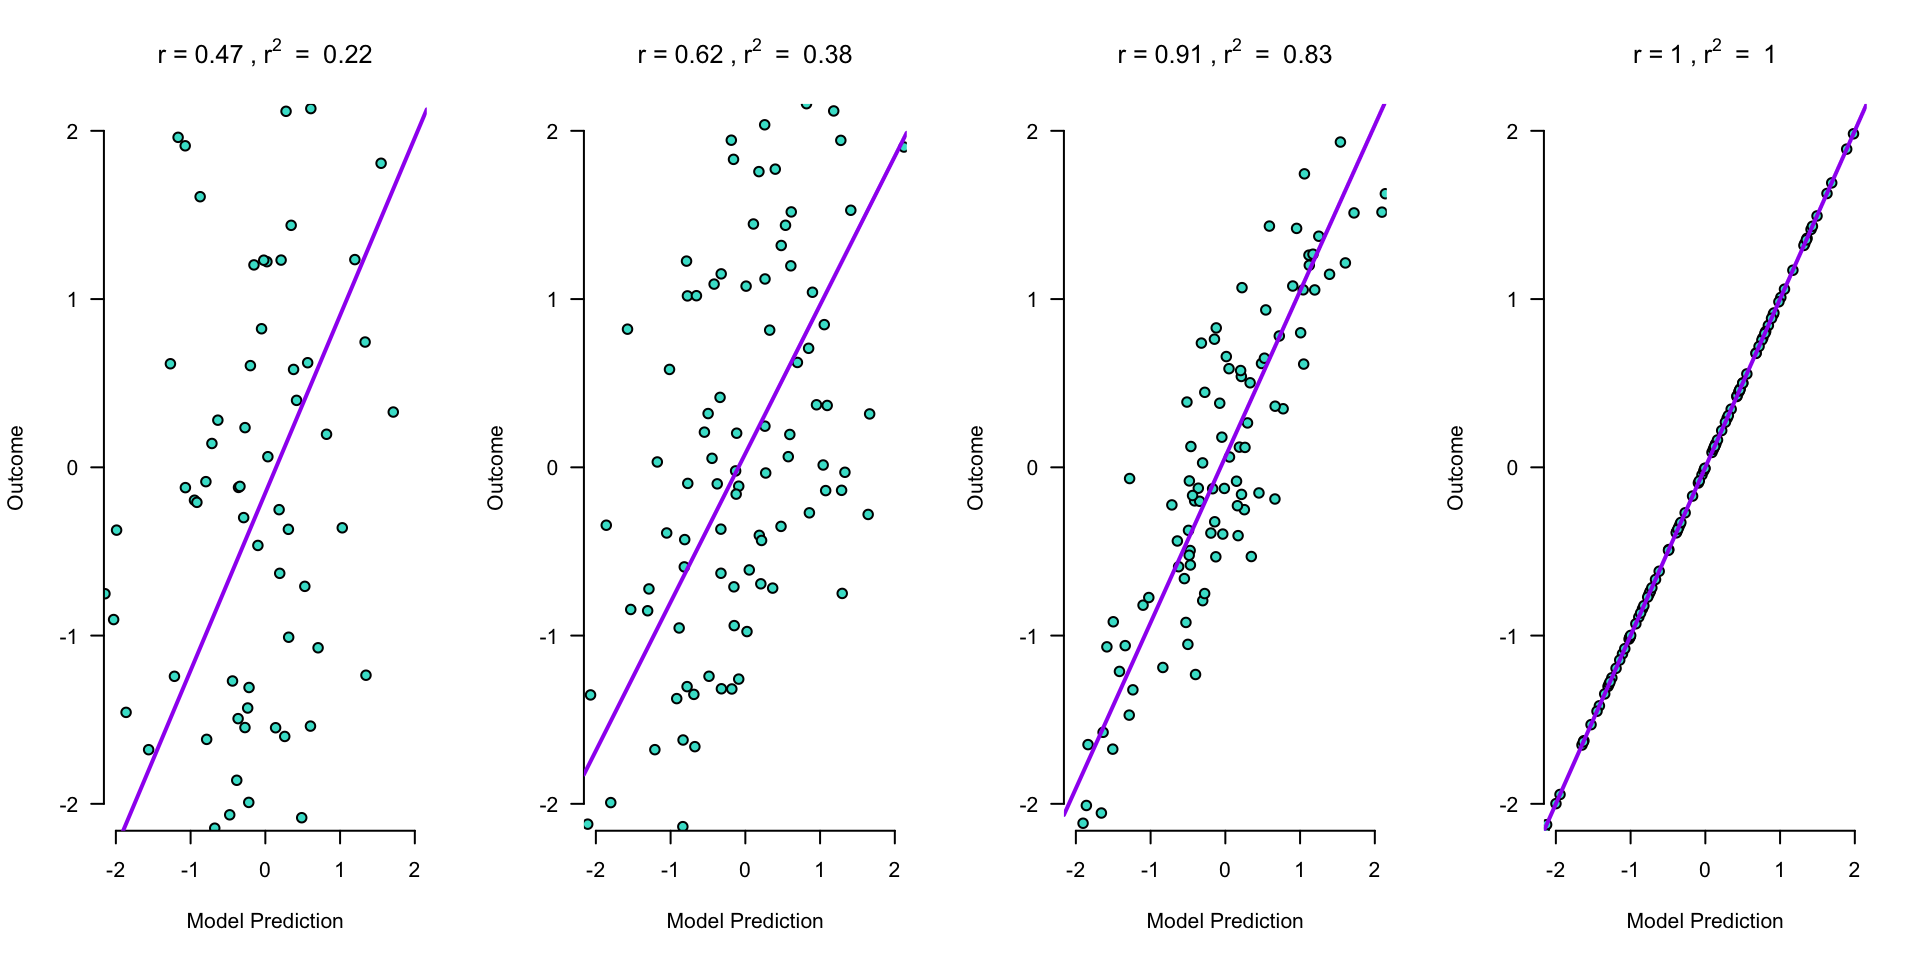 r = 0.47 , r² = 0.22
2
1
0
-1
-2
-2 -1 0 1 2
Outcome
Model Prediction
r = 0.62 , r² = 0.38
2
1
0
-1
-2
-2 -1 0 1 2
Outcome
Model Prediction
r = 0.91 , r² = 0.83
2
1
0
-1
-2
-2 -1 0 1 2
Outcome
Model Prediction
r = 1 , r² = 1
2
1
0
-1
-2
-2 -1 0 1 2
Outcome
Model Prediction